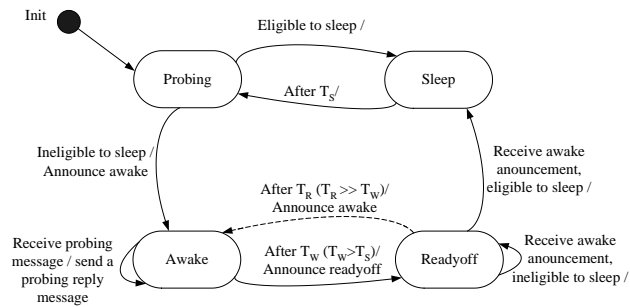 Init
Eligible to sleep /
Probing
Sleep
After T_S/
Ineligible to sleep /
Announce awake
Receive awake
anouncement,
eligible to sleep /
After T_R (T_R >> T_W)/
Announce awake
Receive probing
message / send a
probing reply
message
Awake
After T_W (T_W>T_S)/
Announce readyoff
Readyoff
Receive awake
anouncement,
ineligible to sleep /